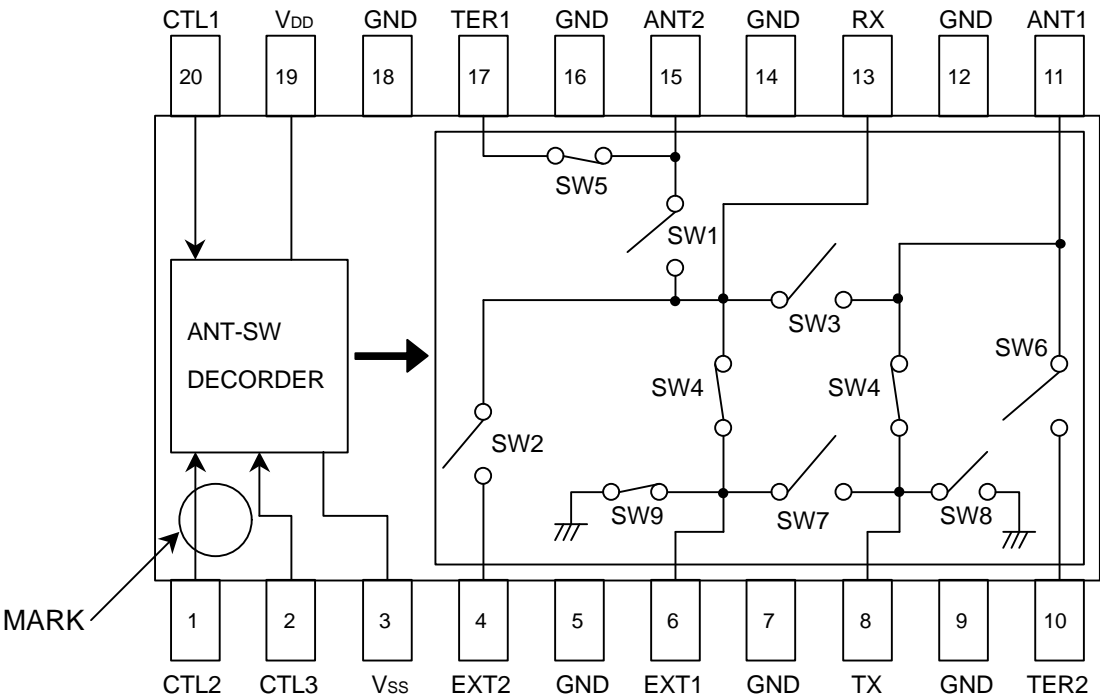 CTL1 VDD GND TER1 GND ANT2 GND RX GND ANT1
20 19 18 17 16 15 14 13 12 11
SW5
SW1
SW3
ANT-SW
DECORDER
SW6
SW4 SW4
SW2
SW9 SW7 SW8
MARK
1 2 3 4 5 6 7 8 9 10
CTL2 CTL3 VSS EXT2 GND EXT1 GND TX GND TER2